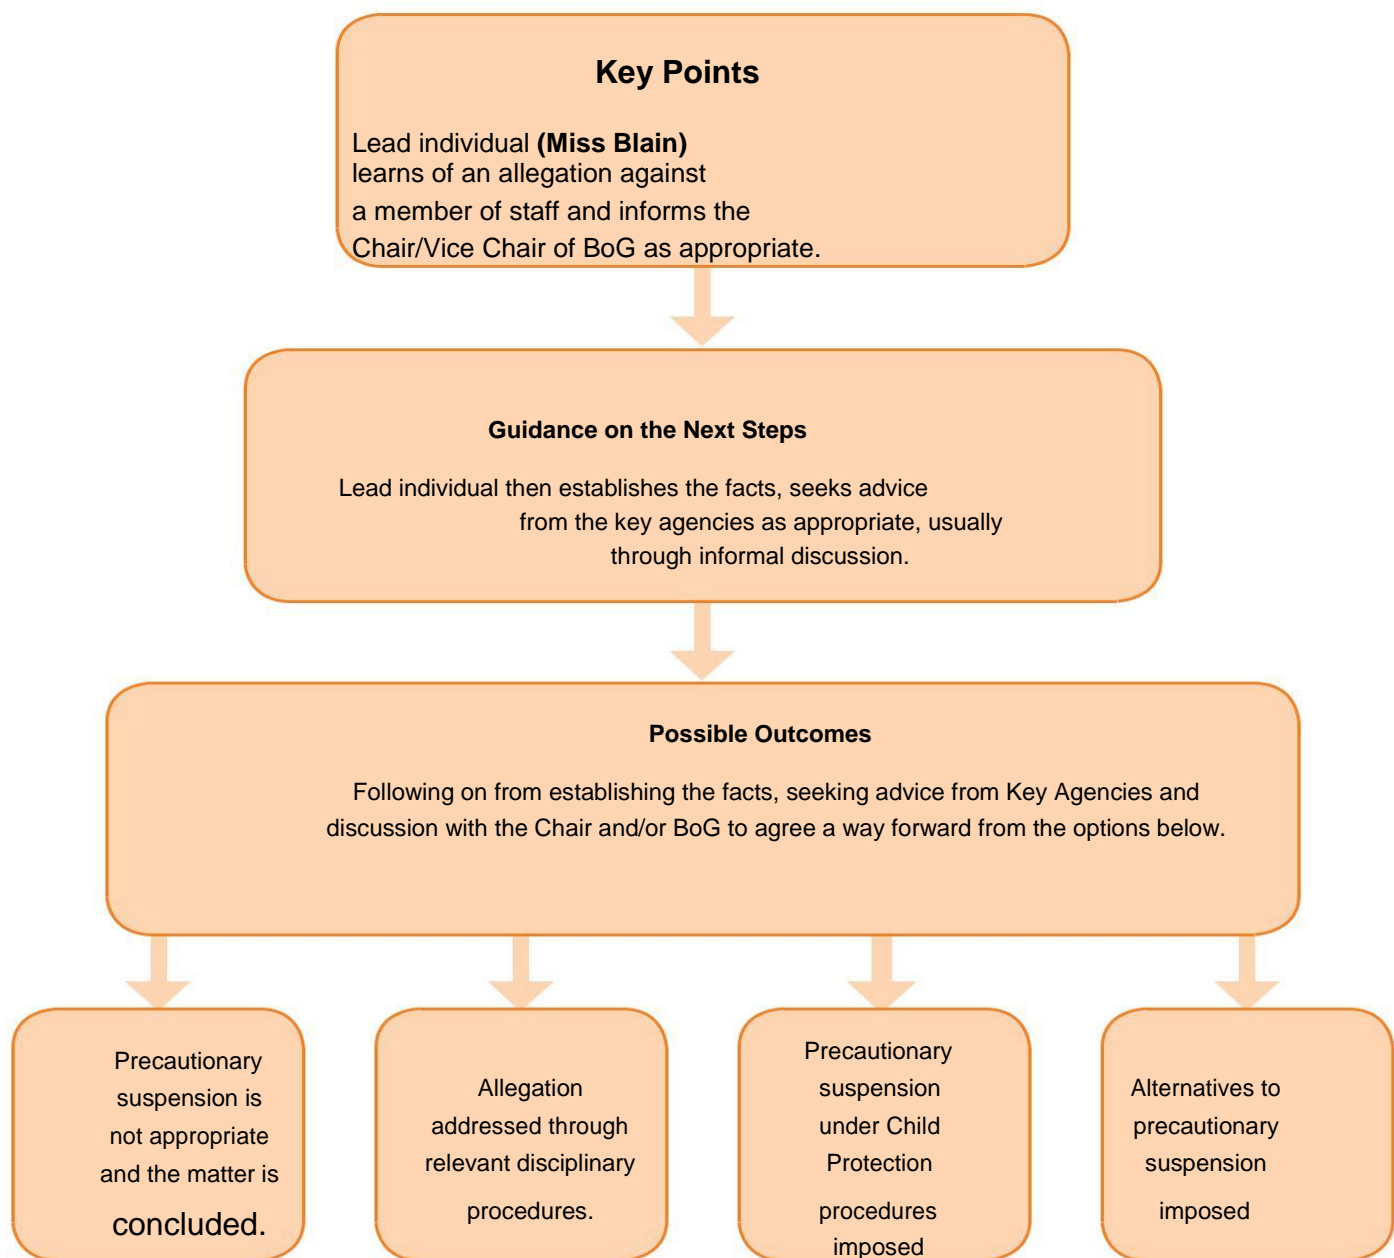 Key Points
Lead individual (Miss Blain)
learns of an allegation against
a member of staff and informs the
Chair/Vice Chair of BoG as appropriate.
Guidance on the Next Steps
Lead individual then establishes the facts, seeks advice
from the key agencies as appropriate, usually
through informal discussion.
Possible Outcomes
Following on from establishing the facts, seeking advice from Key Agencies and
discussion with the Chair and/or BoG to agree a way forward from the options below.
Precautionary
suspension is
not appropriate
and the matter is
concluded.
Allegation
addressed through
relevant disciplinary
procedures.
Precautionary
suspension
under Child
Protection
procedures
imposed
Alternatives to
precautionary
suspension
imposed